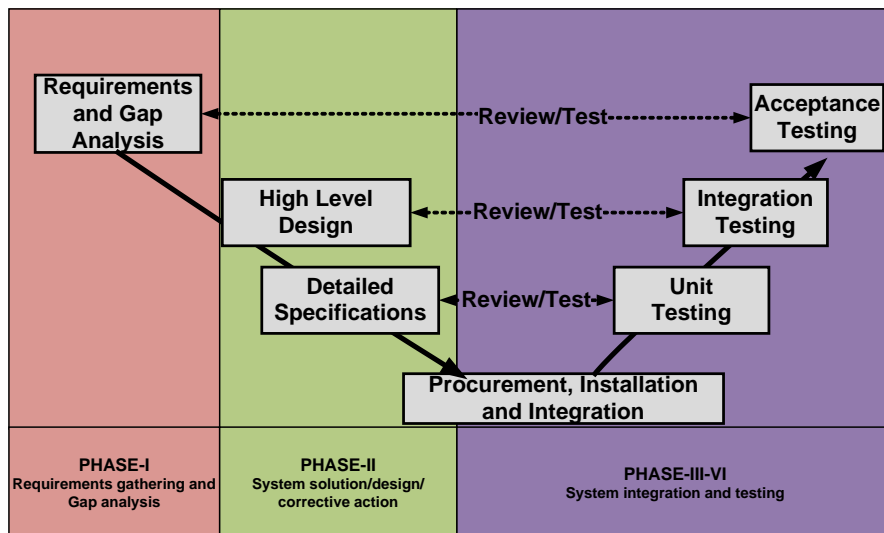 Requirements
and Gap
Analysis
Review/Test
Acceptance
Testing
High Level
Design
Review/Test
Integration
Testing
Detailed
Specifications
Review/Test
Unit
Testing
Procurement, Installation
and Integration
PHASE-I
Requirements gathering and
Gap analysis
PHASE-II
System solution/design/
corrective action
PHASE-III-VI
System integration and testing